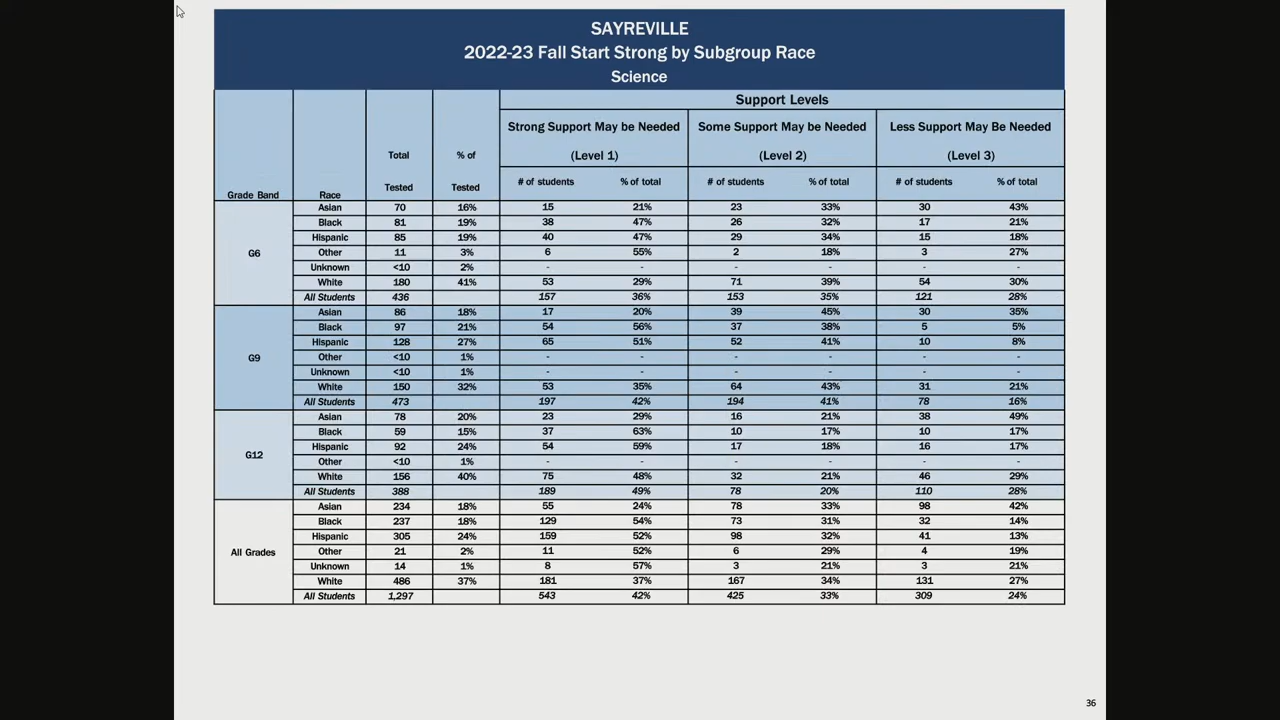 SAYREVILLE
2022-23 Fall Start Strong by Subgroup Race
Science
Support Levels
Strong Support May be Needed Some Support May be Needed Less Support May Be Needed
Total % of (Level 1) (Level 2) (Level 3)
Grade Band Race Tested Tested # of students % of total # of students % of total # of students % of total
Asian 70 16% 15 21% 23 33% 30 43%
Black 81 19% 38 47% 26 32% 17 21%
Hispanic 85 19% 40 47% 29 34% 15 18%
G6 Other 11 3% 6 55% 2 18% 3 27%
Unknown <10 2% - - - - - -
White 180 41% 53 29% 71 39% 54 30%
All Students 436 157 36% 153 35% 121 28%
Asian 86 18% 17 20% 39 45% 30 35%
Black 97 21% 54 56% 37 38% 5 5%
Hispanic 128 27% 65 51% 52 41% 10 8%
G9 Other <10 1% - - - - - -
Unknown <10 1% - - - - - -
White 150 32% 53 35% 64 43% 31 21%
All Students 473 197 42% 194 41% 78 16%
Asian 78 20% 23 29% 16 21% 38 49%
Black 59 15% 37 63% 10 17% 10 17%
Hispanic 92 24% 54 59% 17 18% 16 17%
G12 Other <10 1% - - - - - -
White 156 40% 75 48% 32 21% 46 29%
All Students 388 189 49% 78 20% 110 28%
Asian 234 18% 55 24% 78 33% 98 42%
Black 237 18% 129 54% 73 31% 32 14%
Hispanic 305 24% 159 52% 98 32% 41 13%
All Grades Other 21 2% 11 52% 6 29% 4 19%
Unknown 14 1% 8 57% 3 21% 3 21%
White 486 37% 181 37% 167 34% 131 27%
All Students 1,297 543 42% 425 33% 309 24%
36